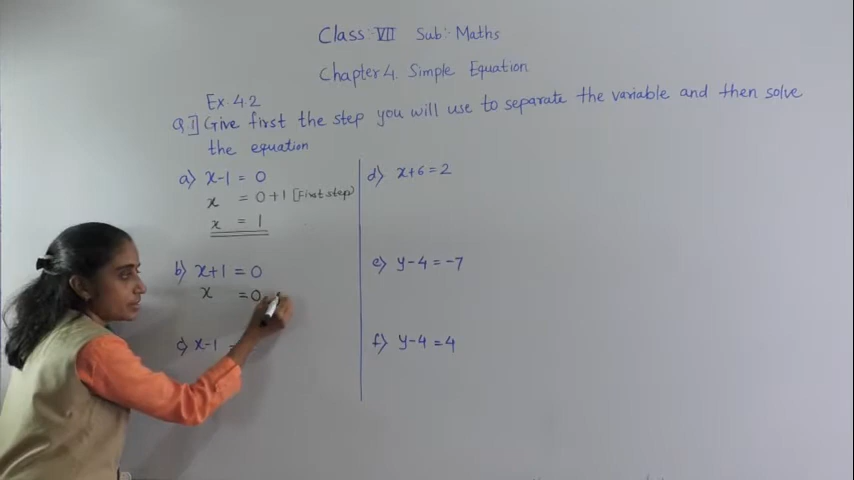 Class:- VII Sub:- Maths
Chapter 4. Simple Equation
Ex. 4.2
Q.1] Give first the step you will use to separate the variable and then solve
the equation
a) x-1 = 0
x = 0+1 [First step]
x = 1
b) x+1 = 0
x = 0
c) x-1 =
d) x+6 = 2
e) y-4 = -7
f) y-4 = 4